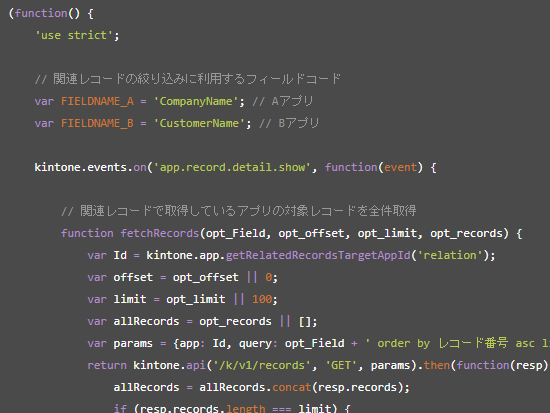 (function() {
'use strict';
// 関連レコードの絞り込みに利用するフィールドコード
var FIELDNAME_A = 'CompanyName'; // Aアプリ
var FIELDNAME_B = 'CustomerName'; // Bアプリ
kintone.events.on('app.record.detail.show', function(event) {
// 関連レコードで取得しているアプリの対象レコードを全件取得
function fetchRecords(opt_Field, opt_offset, opt_limit, opt_records) {
var Id = kintone.app.getRelatedRecordsTargetAppId('relation');
var offset = opt_offset || 0;
var limit = opt_limit || 100;
var allRecords = opt_records || [];
var params = {app: Id, query: opt_Field + ' order by レコード番号 asc li
return kintone.api('/k/v1/records', 'GET', params).then(function(resp)
allRecords = allRecords.concat(resp.records);
if (resp.records.length === limit) {